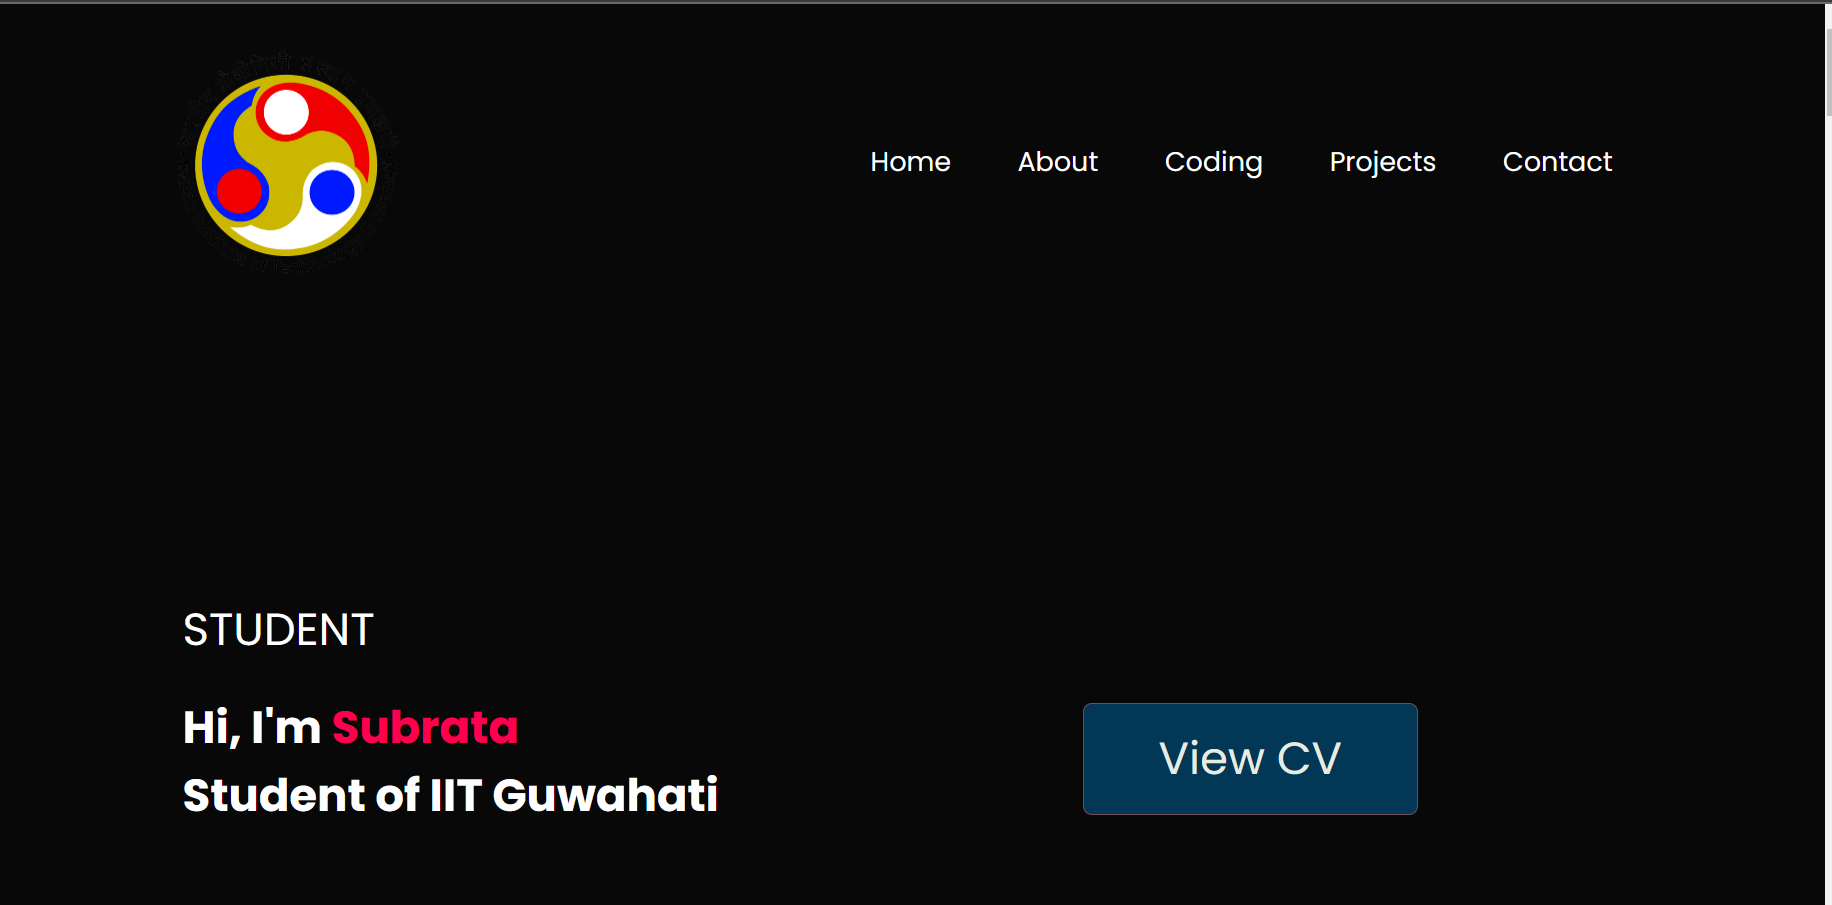 Home About Coding Projects Contact
STUDENT
Hi, I'm Subrata
Student of IIT Guwahati
View CV